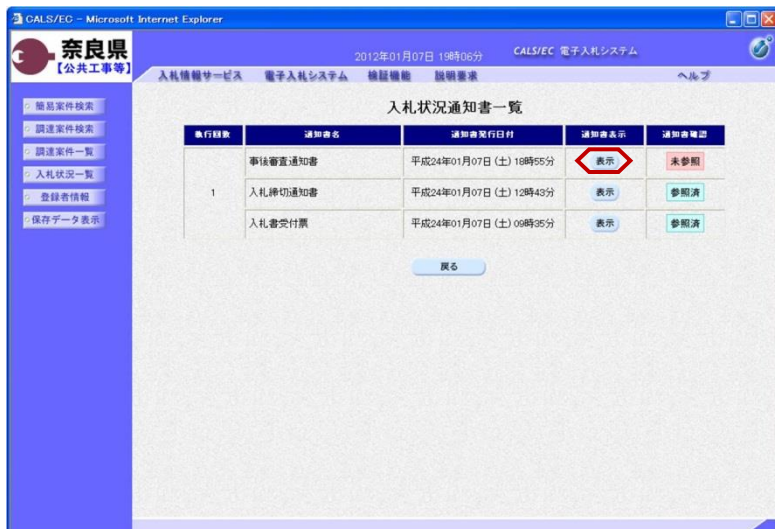 CALS/EC - Microsoft Internet Explorer
奈良県
【公共工事等】
2012年01月07日 19時06分
CALS/EC 電子入札システム
入札情報サービス 電子入札システム 検証機能 説明要求 ヘルプ
簡易案件検索
調達案件検索
調達案件一覧
入札状況一覧
登録者情報
保存データ表示
入札状況通知書一覧
執行回数 通知書名 通知書発行日付 通知書表示 通知書確認
事後審査通知書 平成24年01月07日(土)18時55分 表示 未参照
1 入札締切通知書 平成24年01月07日(土)12時43分 表示 参照済
入札書受付票 平成24年01月07日(土)09時35分 表示 参照済
戻る